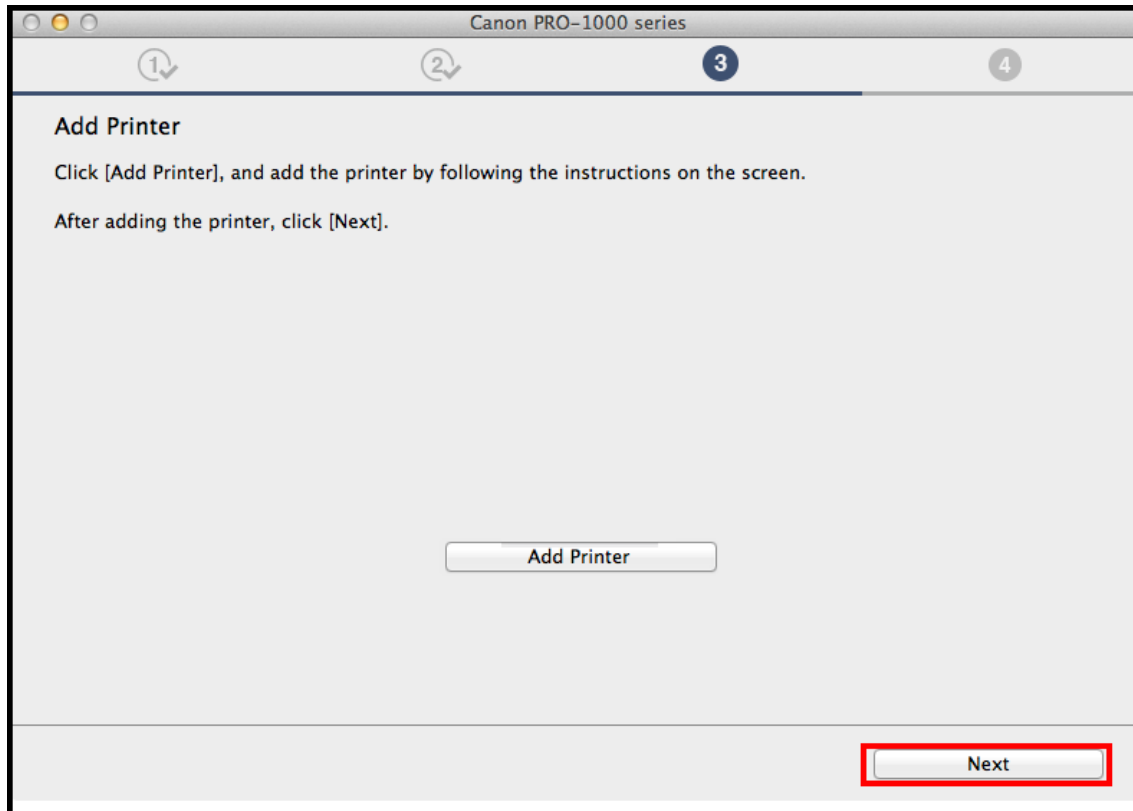 Canon PRO-1000 series
1 2 3 4
Add Printer
Click [Add Printer], and add the printer by following the instructions on the screen.
After adding the printer, click [Next].
Add Printer
Next